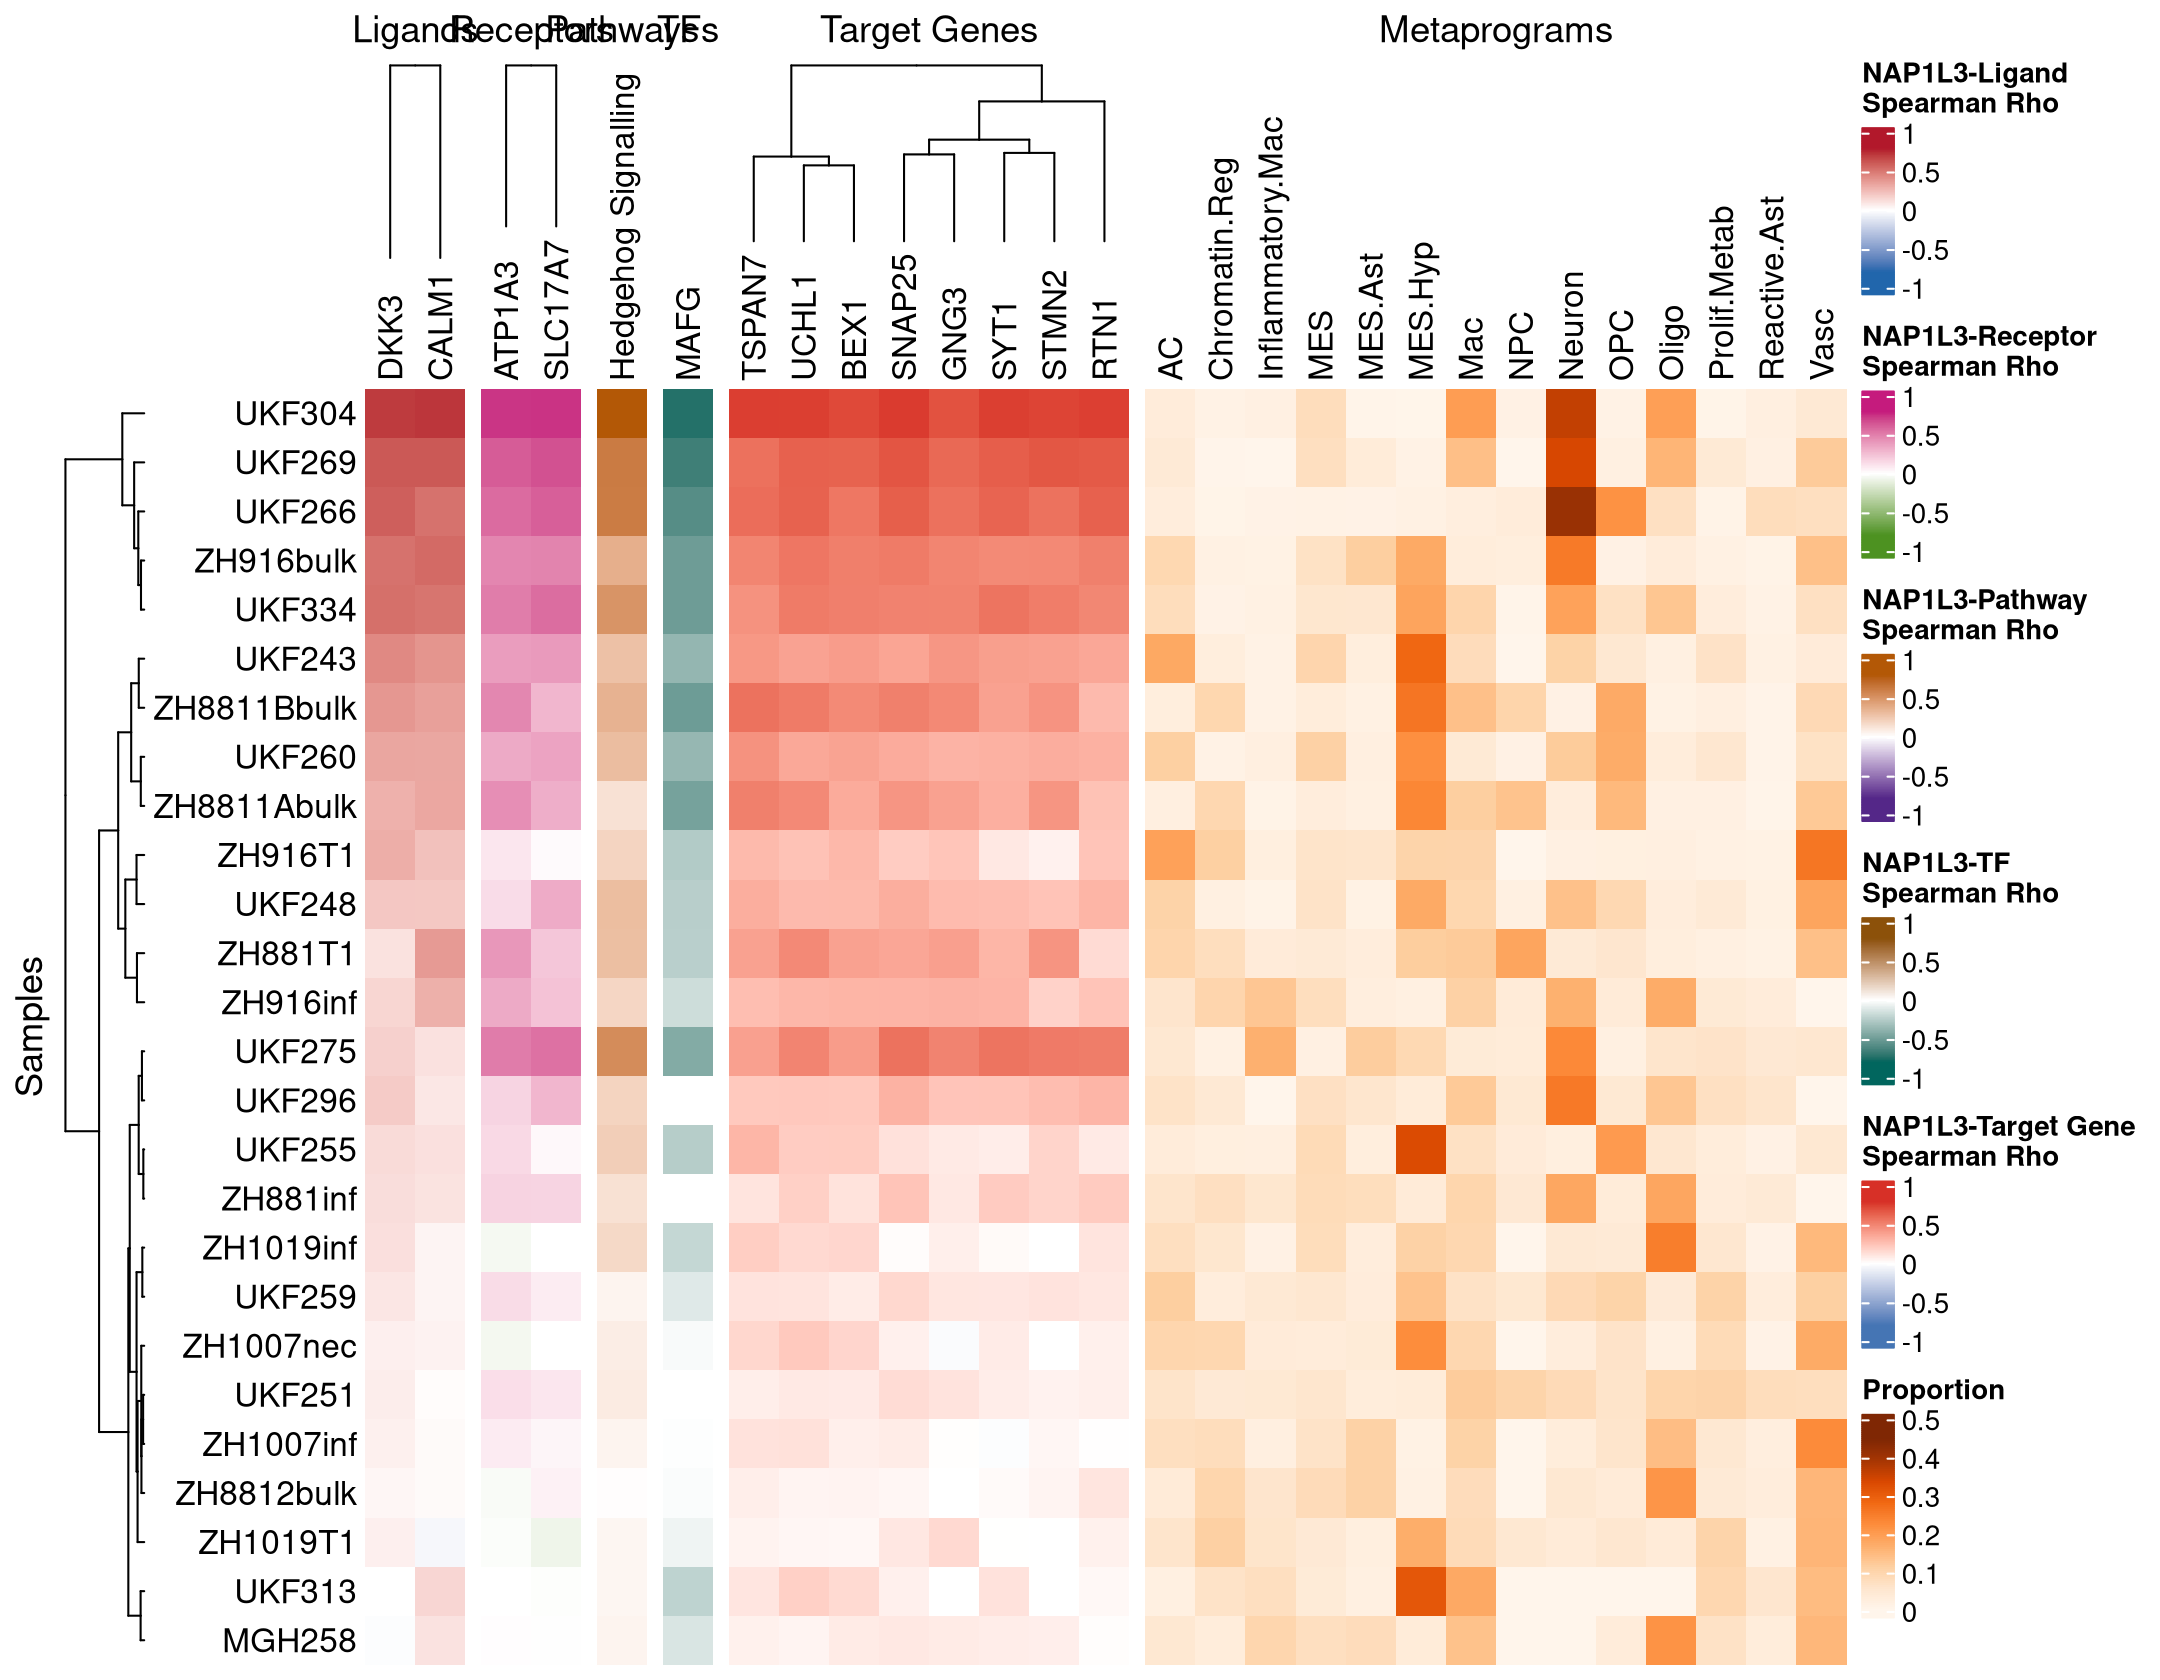 Ligands Receptors Pathways TFs Target Genes Metaprograms
DKK3
CALM1
ATP1A3
SLC17A7
Hedgehog Signalling
MAFG
TSPAN7
UCHL1
BEX1
SNAP25
GNG3
SYT1
STMN2
RTN1
AC
Chromatin.Reg
Inflammatory.Mac
MES
MES.Ast
MES.Hyp
Mac
NPC
Neuron
OPC
Oligo
Prolif.Metab
Reactive.Ast
Vasc
Samples
UKF304
UKF269
UKF266
ZH916bulk
UKF334
UKF243
ZH8811Bbulk
UKF260
ZH8811Abulk
ZH916T1
UKF248
ZH881T1
ZH916inf
UKF275
UKF296
UKF255
ZH881inf
ZH1019inf
UKF259
ZH1007nec
UKF251
ZH1007inf
ZH8812bulk
ZH1019T1
UKF313
MGH258
NAP1L3-Ligand
Spearman Rho
1
0.5
0
-0.5
-1
NAP1L3-Receptor
Spearman Rho
1
0.5
0
-0.5
-1
NAP1L3-Pathway
Spearman Rho
1
0.5
0
-0.5
-1
NAP1L3-TF
Spearman Rho
1
0.5
0
-0.5
-1
NAP1L3-Target Gene
Spearman Rho
1
0.5
0
-0.5
-1
Proportion
0.5
0.4
0.3
0.2
0.1
0